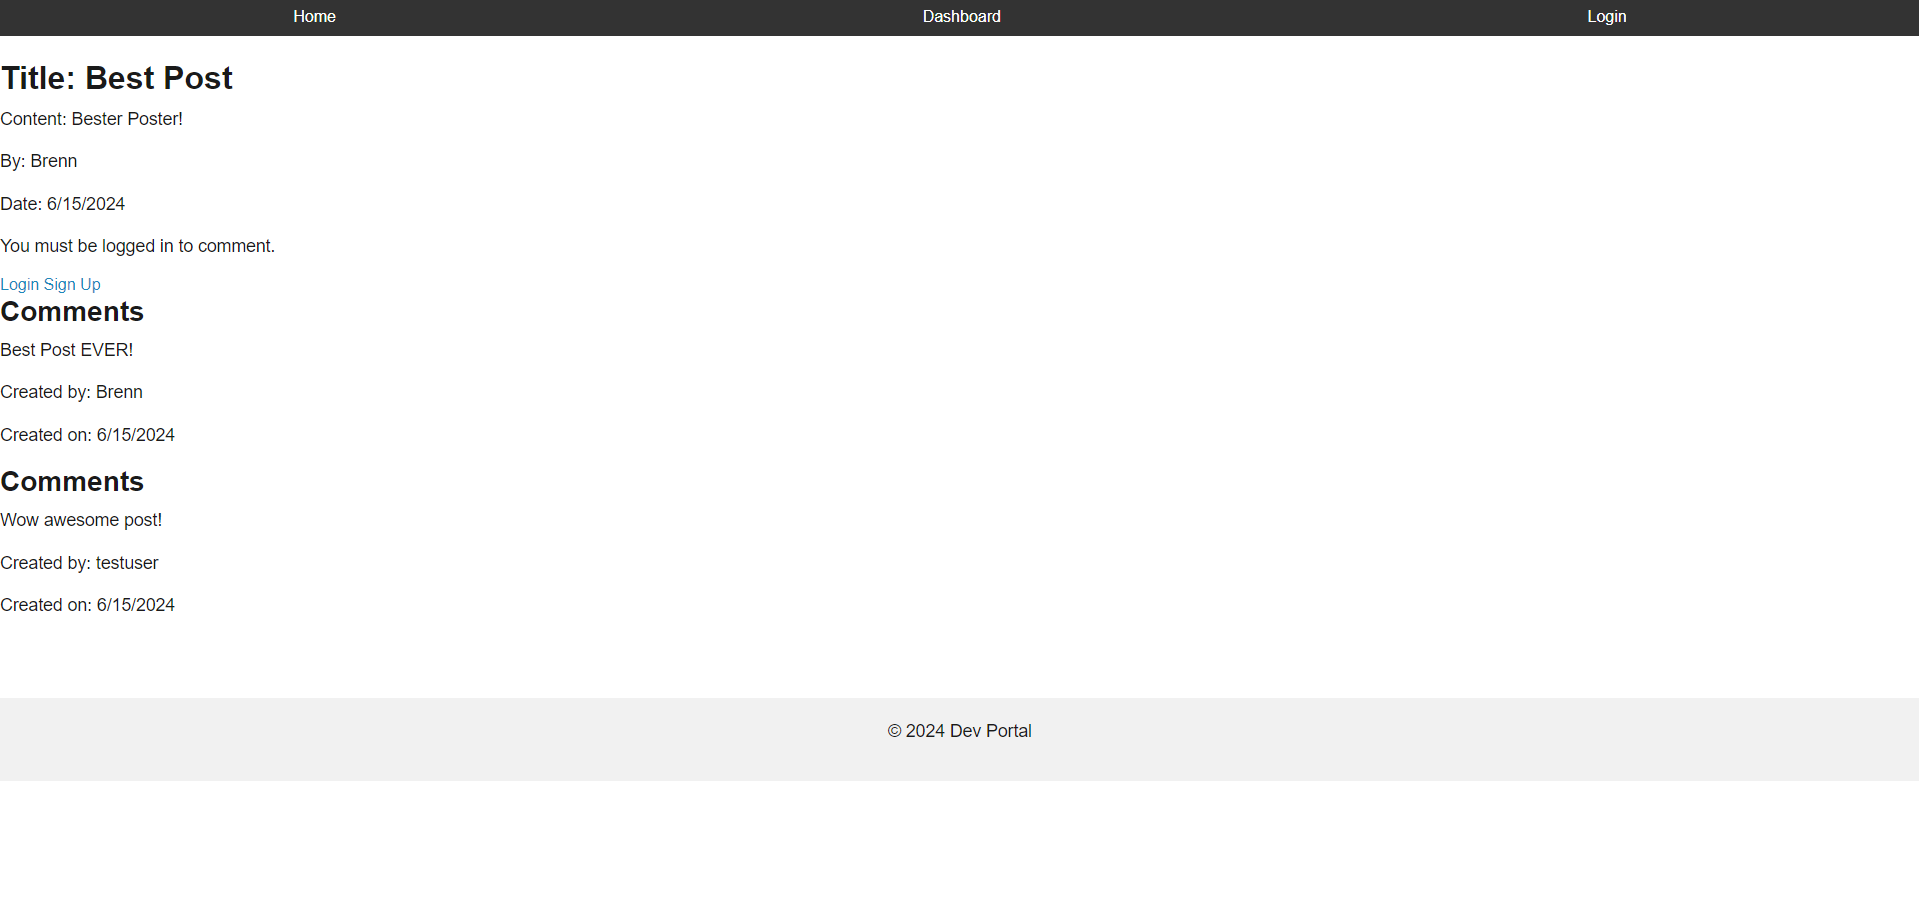 Home Dashboard Login
Title: Best Post
Content: Bester Poster!
By: Brenn
Date: 6/15/2024
You must be logged in to comment.
Login Sign Up
Comments
Best Post EVER!
Created by: Brenn
Created on: 6/15/2024
Comments
Wow awesome post!
Created by: testuser
Created on: 6/15/2024
© 2024 Dev Portal